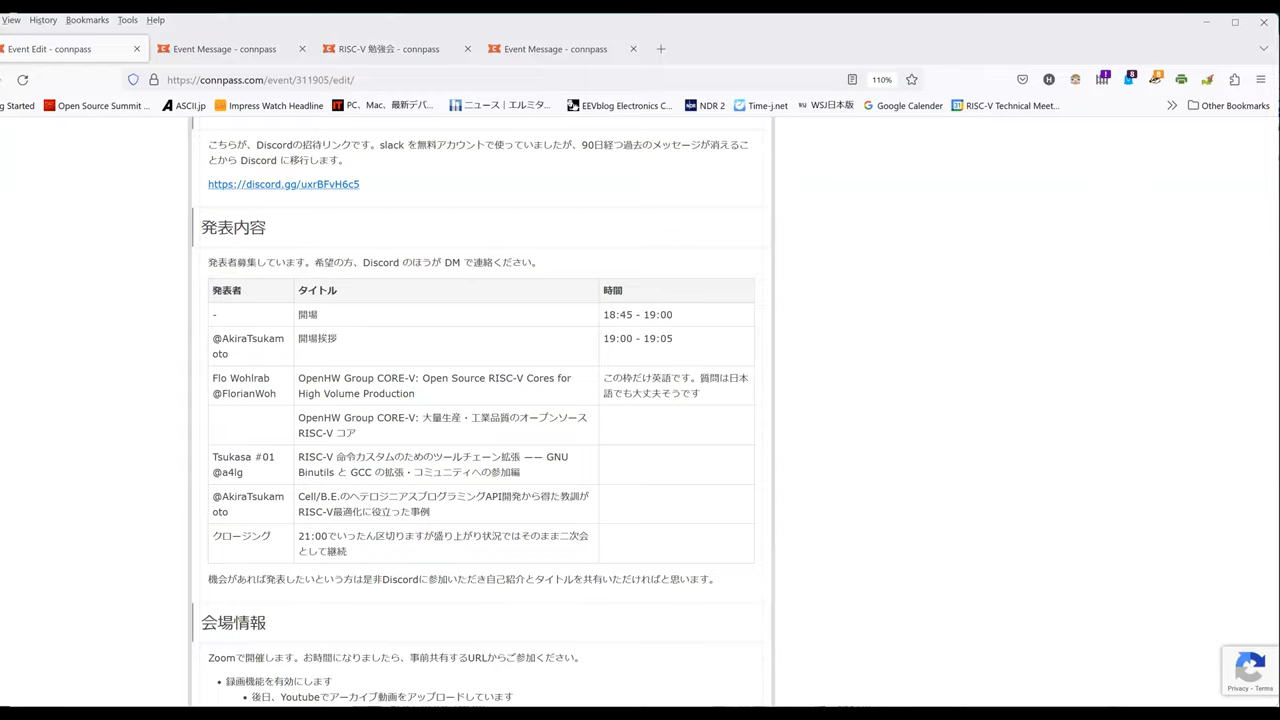 View History Bookmarks Tools Help
Event Edit - connpass
Event Message - connpass
RISC-V 勉強会 - connpass
Event Message - connpass
https://connpass.com/event/311905/edit/
110%
g Started
Open Source Summit ...
ASCII.jp
Impress Watch Headline
PC、Mac、最新デバ...
ニュース | エルミタ...
EEVblog Electronics C...
NDR 2
Time-j.net
WSJ日本版
Google Calender
RISC-V Technical Meet...
Other Bookmarks
こちらが、Discordの招待リンクです。slack を無料アカウントで使っていましたが、90日経つ過去のメッセージが消えるこ
とから Discord に移行します。
https://discord.gg/uxrBFvH6c5
発表内容
発表者募集しています。希望の方、Discord のほうが DM で連絡ください。
発表者 タイトル 時間
- 開場 18:45 - 19:00
@AkiraTsukam
oto
開場挨拶 19:00 - 19:05
Flo Wohlrab
@FlorianWoh
OpenHW Group CORE-V: Open Source RISC-V Cores for
High Volume Production
この枠だけ英語です。質問は日本
語でも大丈夫そうです
OpenHW Group CORE-V: 大量生産・工業品質のオープンソース
RISC-V コア
Tsukasa #01
@a4lg
RISC-V 命令カスタムのためのツールチェーン拡張 —— GNU
Binutils と GCC の拡張・コミュニティへの参加編
@AkiraTsukam
oto
Cell/B.E.のヘテロジニアスプログラミングAPI開発から得た教訓が
RISC-V最適化に役立った事例
クロージング
21:00でいったん区切りますが盛り上がり状況ではそのまま二次会
として継続
機会があれば発表したいという方は是非Discordに参加いただき自己紹介とタイトルを共有いただければと思います。
会場情報
Zoomで開催します。お時間になりましたら、事前共有するURLからご参加ください。
• 録画機能を有効にします
• 後日、Youtubeでアーカイブ動画をアップロードしています
Privacy - Terms